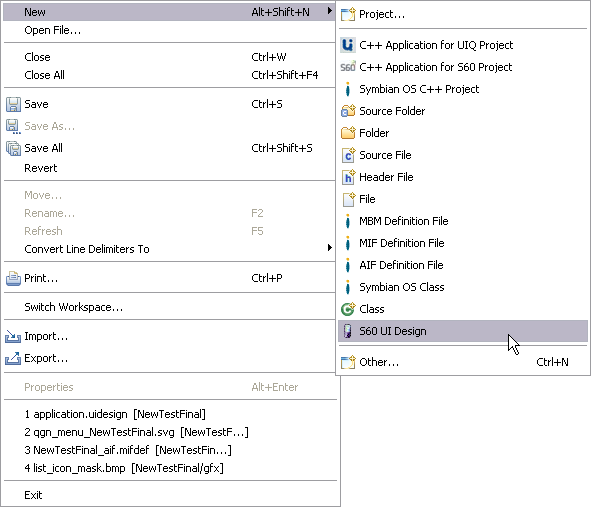 New Alt+Shift+N
Open File...
Close Ctrl+W
Close All Ctrl+Shift+F4
Save Ctrl+S
Save As...
Save All Ctrl+Shift+S
Revert
Move...
Rename... F2
Refresh F5
Convert Line Delimiters To
Print... Ctrl+P
Switch Workspace...
Import...
Export...
Properties Alt+Enter
1 application.uidesign [NewTestFinal]
2 qgn_menu_NewTestFinal.svg [NewTestF...]
3 NewTestFinal_aif.mifdef [NewTestFin...]
4 list_icon_mask.bmp [NewTestFinal/gfx]
Exit
Project...
C++ Application for UIQ Project
S60 C++ Application for S60 Project
Symbian OS C++ Project
Source Folder
Folder
Source File
Header File
File
MBM Definition File
MIF Definition File
AIF Definition File
Symbian OS Class
Class
S60 UI Design
Other... Ctrl+N